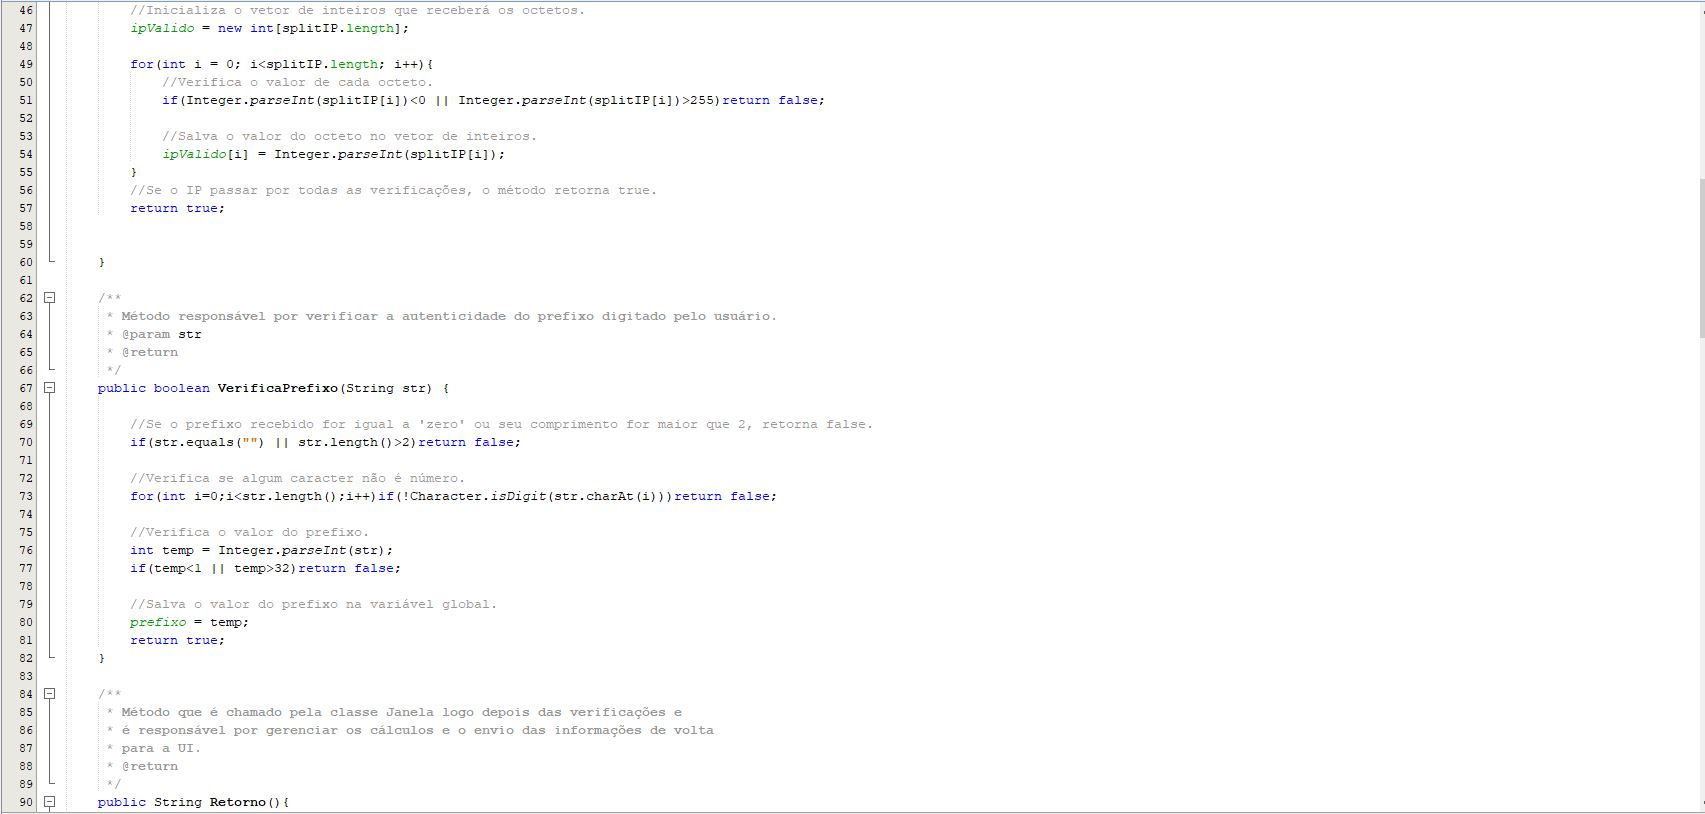 46 //Inicializa o vetor de inteiros que receberá os octetos.
47 ipValido = new int[splitIP.length];
48
49 for(int i = 0; i<splitIP.length; i++){
50 //Verifica o valor de cada octeto.
51 if(Integer.parseInt(splitIP[i])<0 || Integer.parseInt(splitIP[i])>255)return false;
52
53 //Salva o valor do octeto no vetor de inteiros.
54 ipValido[i] = Integer.parseInt(splitIP[i]);
55 }
56 //Se o IP passar por todas as verificações, o método retorna true.
57 return true;
58
59
60 }
61
62 /**
63 * Método responsável por verificar a autenticidade do prefixo digitado pelo usuário.
64 * @param str
65 * @return
66 */
67 public boolean VerificaPrefixo(String str) {
68
69 //Se o prefixo recebido for igual a 'zero' ou seu comprimento for maior que 2, retorna false.
70 if(str.equals("") || str.length()>2)return false;
71
72 //Verifica se algum caracter não é número.
73 for(int i=0;i<str.length();i++)if(!Character.isDigit(str.charAt(i)))return false;
74
75 //Verifica o valor do prefixo.
76 int temp = Integer.parseInt(str);
77 if(temp<1 || temp>32)return false;
78
79 //Salva o valor do prefixo na variável global.
80 prefixo = temp;
81 return true;
82 }
83
84 /**
85 * Método que é chamado pela classe Janela logo depois das verificações e
86 * é responsável por gerenciar os cálculos e o envio das informações de volta
87 * para a UI.
88 * @return
89 */
90 public String Retorno(){